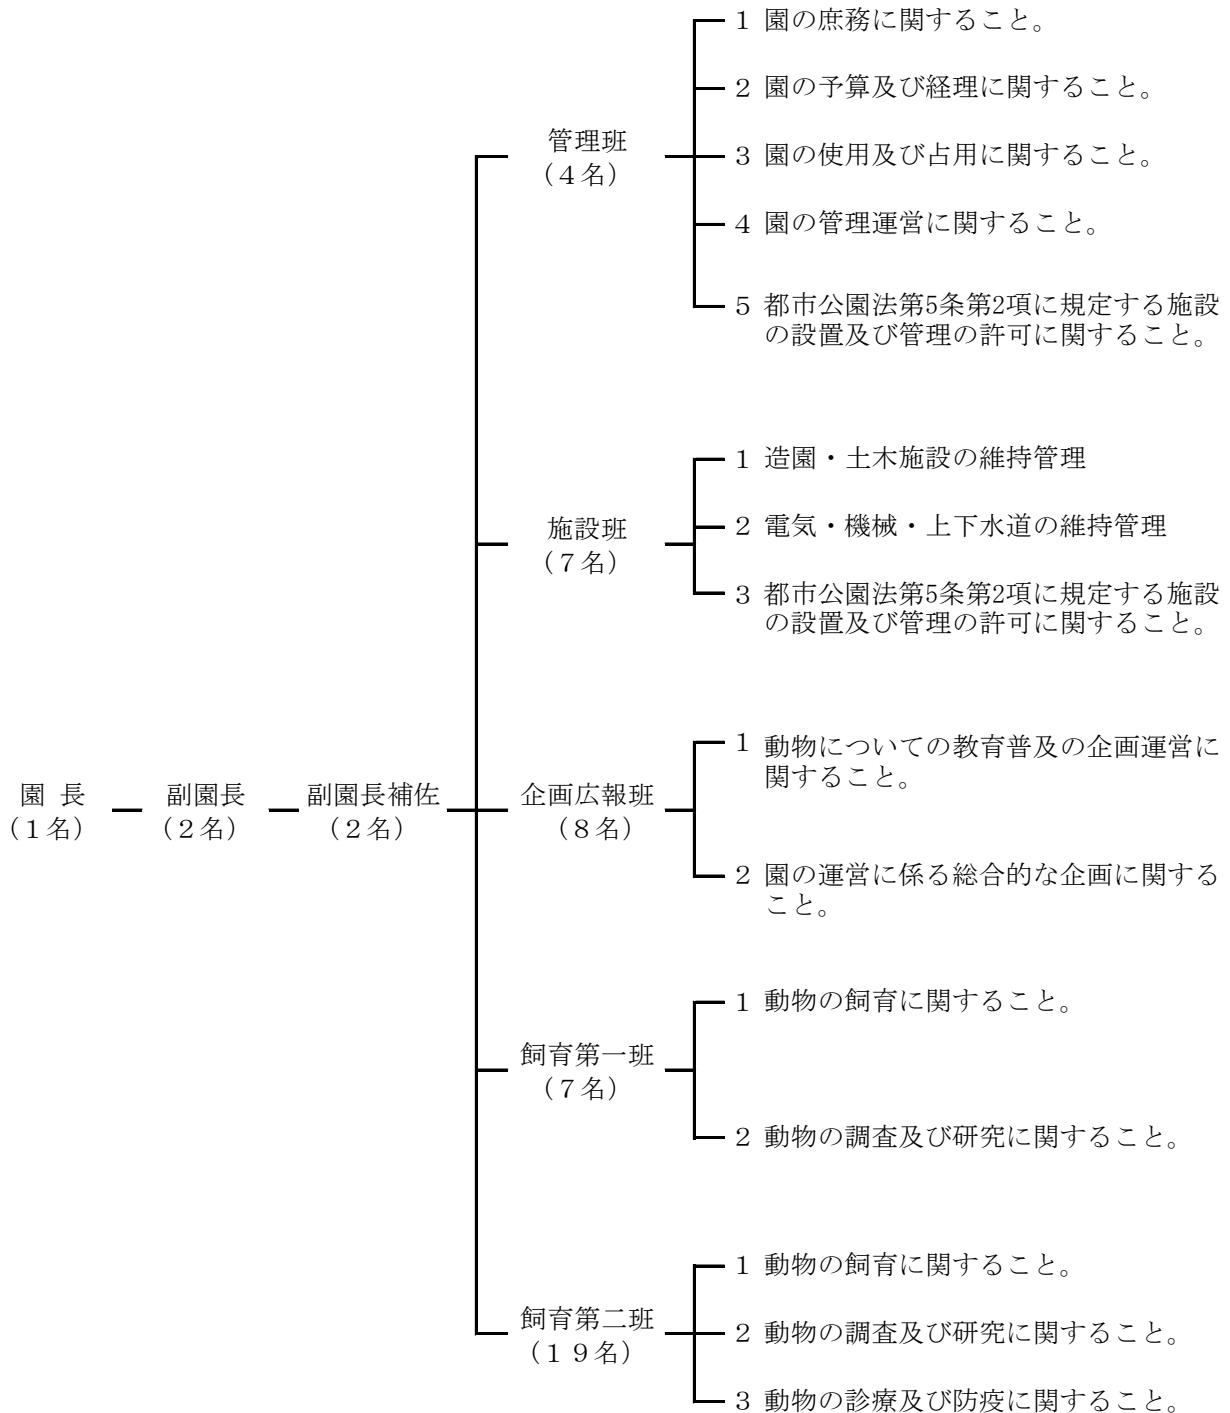 園 長
(1名)
副園長
(2名)
副園長補佐
(2名)
管理班
(4名)
1 園の庶務に関すること。
2 園の予算及び経理に関すること。
3 園の使用及び占用に関すること。
4 園の管理運営に関すること。
5 都市公園法第5条第2項に規定する施設
の設置及び管理の許可に関すること。
施設班
(7名)
1 造園・土木施設の維持管理
2 電気・機械・上下水道の維持管理
3 都市公園法第5条第2項に規定する施設
の設置及び管理の許可に関すること。
企画広報班
(8名)
1 動物についての教育普及の企画運営に
関すること。
2 園の運営に係る総合的な企画に関する
こと。
飼育第一班
(7名)
1 動物の飼育に関すること。
2 動物の調査及び研究に関すること。
飼育第二班
(19名)
1 動物の飼育に関すること。
2 動物の調査及び研究に関すること。
3 動物の診療及び防疫に関すること。